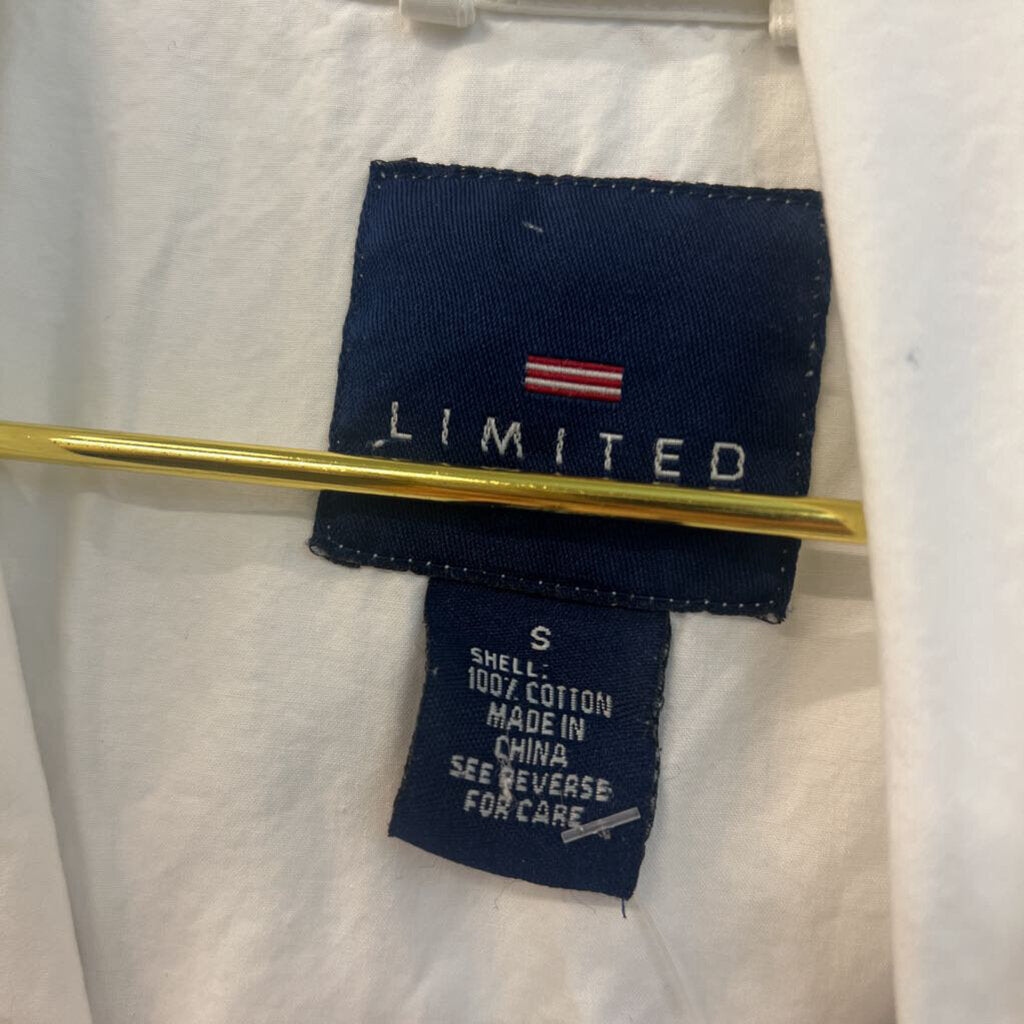 LIMITED
S
SHELL:
100% COTTON
MADE IN
CHINA
SEE REVERSE
FOR CARE